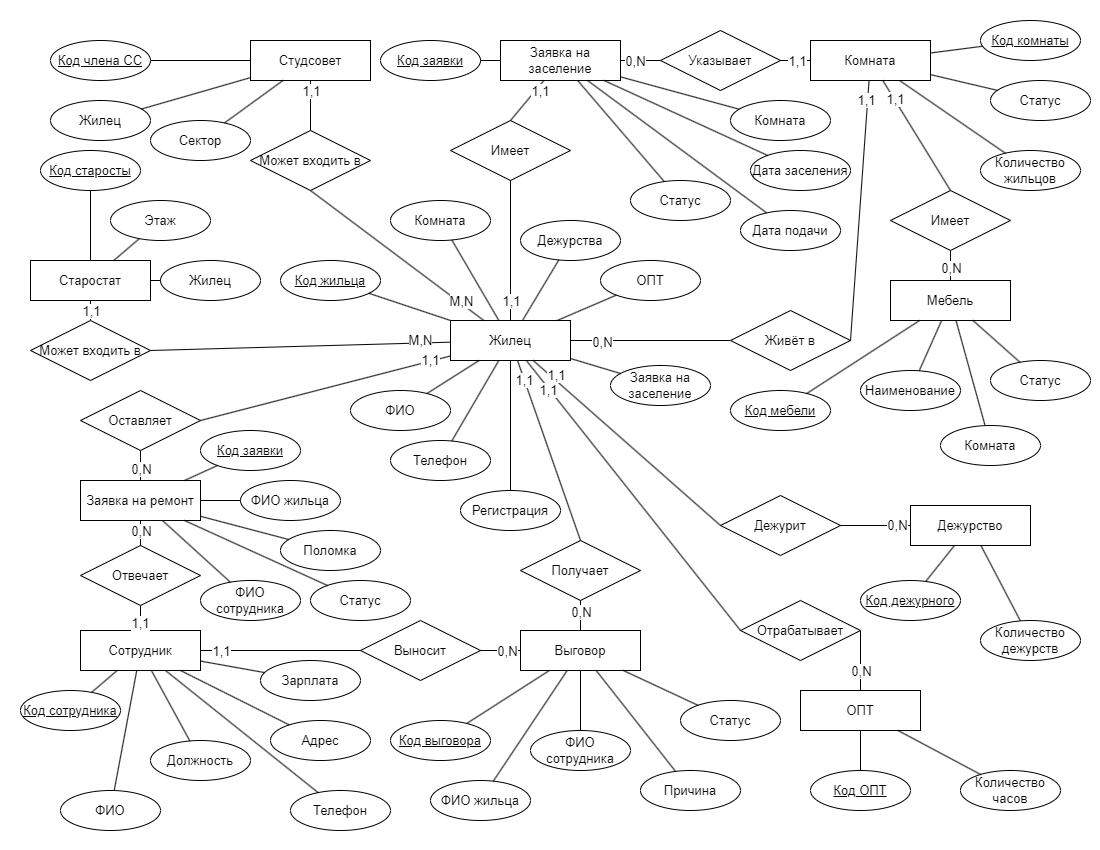 Код члена СС
Студсовет
Код заявки
Заявка на
заселение
0,N
Указывает
1,1
Комната
Код комнаты
1,1
1,1
1,1
1,1
Статус
Жилец
Сектор
Комната
Может входить в
Имеет
Дата заселения
Количество
жильцов
Код старосты
Статус
Этаж
Комната
Дежурства
Дата подачи
Имеет
Старостат
Жилец
Код жильца
ОПТ
0,N
Мебель
1,1
M,N
1,1
Может входить в
M,N
Жилец
0,N
Живёт в
1,1
1,1
1,1
1,1
Заявка на
заселение
Наименование
Статус
Код мебели
ФИО
Оставляет
Комната
Код заявки
Телефон
0,N
Заявка на ремонт
ФИО жильца
Регистрация
0,N
Поломка
Дежурит
0,N
Дежурство
Отвечает
ФИО
сотрудника
Статус
Получает
Код дежурного
1,1
0,N
Отрабатывает
Количество
дежурств
Сотрудник
1,1
Выносит
0,N
Выговор
0,N
Зарплата
Код сотрудника
ОПТ
Адрес
Код выговора
Статус
Должность
ФИО
сотрудника
ФИО
Телефон
ФИО жильца
Причина
Код ОПТ
Количество
часов